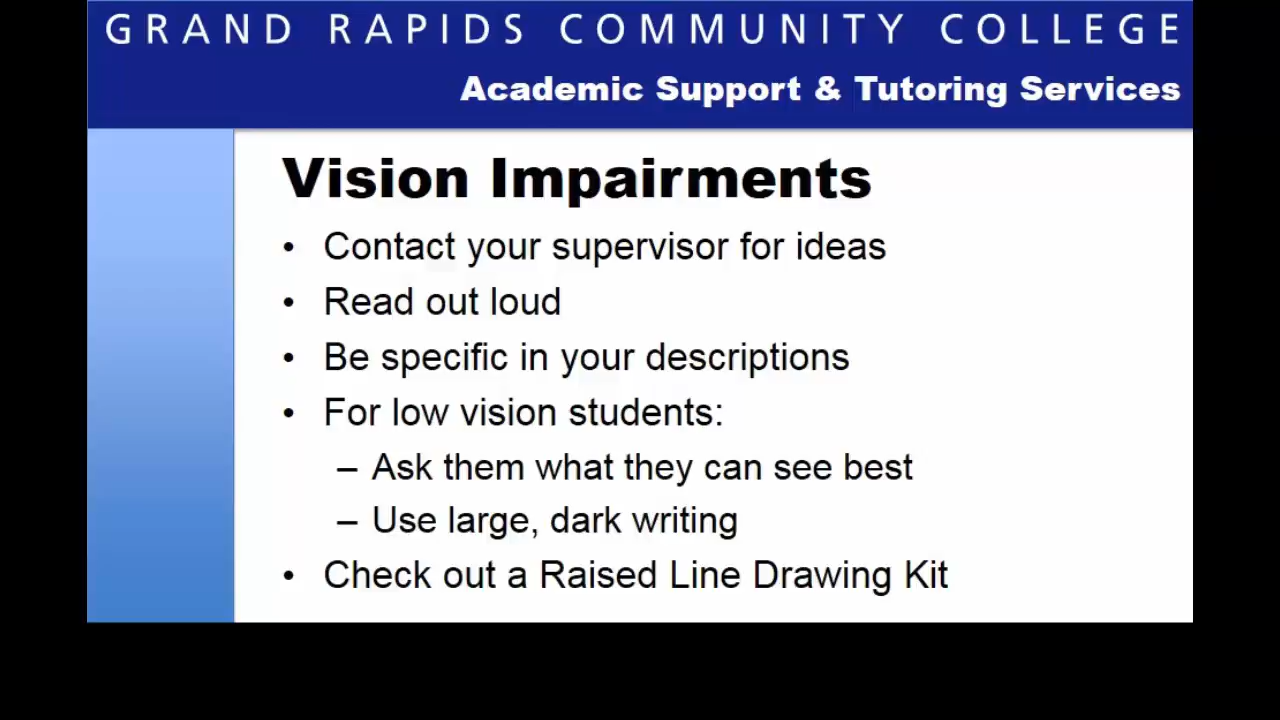 GRAND RAPIDS COMMUNITY COLLEGE
Academic Support & Tutoring Services
Vision Impairments
• Contact your supervisor for ideas
• Read out loud
• Be specific in your descriptions
• For low vision students:
– Ask them what they can see best
– Use large, dark writing
• Check out a Raised Line Drawing Kit